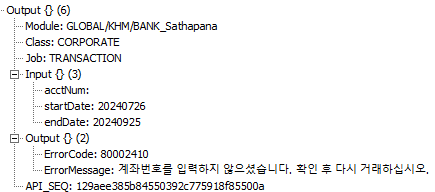 Output {} (6)
Module: GLOBAL/KHM/BANK_Sathapana
Class: CORPORATE
Job: TRANSACTION
Input {} (3)
acctNum:
startDate: 20240726
endDate: 20240925
Output {} (2)
ErrorCode: 80002410
ErrorMessage: 계좌번호를 입력하지 않으셨습니다. 확인 후 다시 거래하십시오.
API_SEQ: 129aee385b84550392c775918f85500a